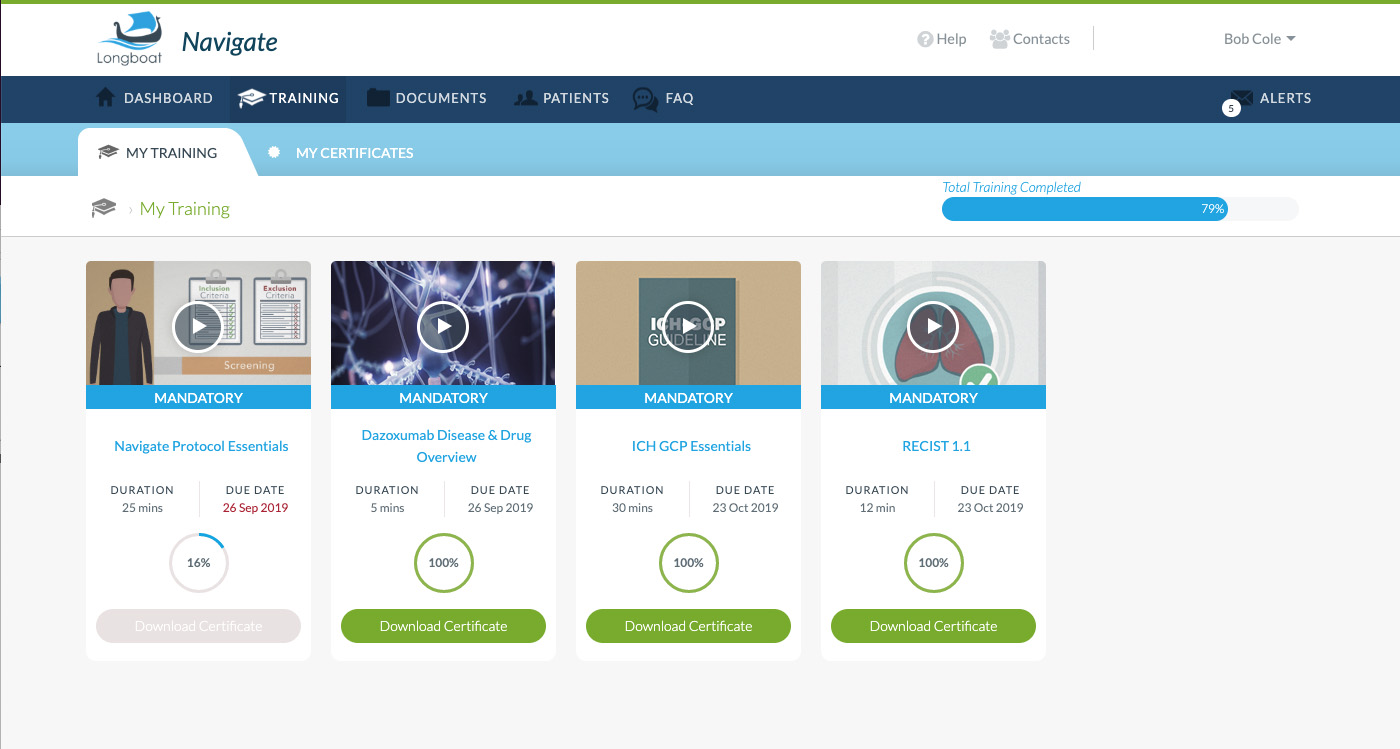 Longboat
Navigate
Help
Contacts
Bob Cole
DASHBOARD
TRAINING
DOCUMENTS
PATIENTS
FAQ
5
ALERTS
MY TRAINING
MY CERTIFICATES
› My Training
Total Training Completed
79%
Inclusion
Criteria
Exclusion
Criteria
Screening
MANDATORY
Navigate Protocol Essentials
DURATION
25 mins
DUE DATE
26 Sep 2019
16%
Download Certificate
MANDATORY
Dazoxumab Disease & Drug
Overview
DURATION
5 mins
DUE DATE
26 Sep 2019
100%
Download Certificate
ICH GCP
GUIDELINE
MANDATORY
ICH GCP Essentials
DURATION
30 mins
DUE DATE
23 Oct 2019
100%
Download Certificate
MANDATORY
RECIST 1.1
DURATION
12 min
DUE DATE
23 Oct 2019
100%
Download Certificate